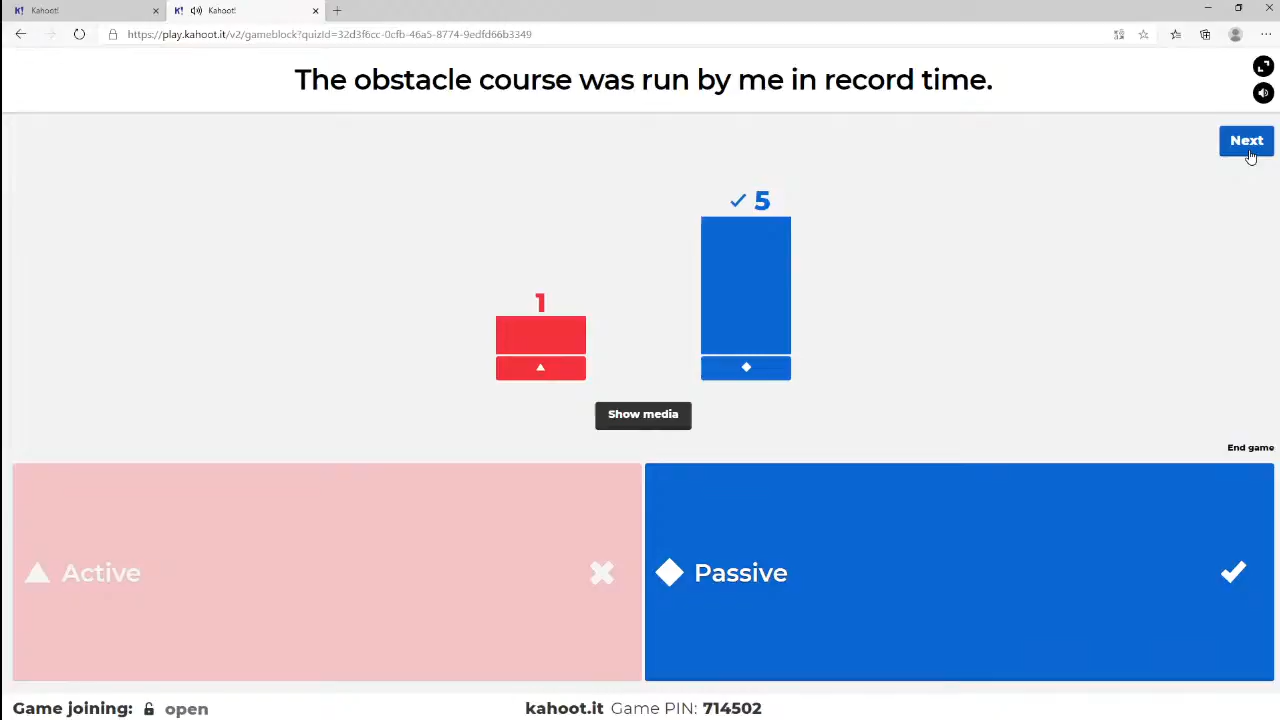 K! Kahoot!
K! Kahoot!
https://play.kahoot.it/v2/gameblock?quizId=32d3f6cc-0cfb-46a5-8774-9edfd66b3349
The obstacle course was run by me in record time.
Next
5
1
Show media
End game
Active
Passive
Game joining: open
kahoot.it Game PIN: 714502